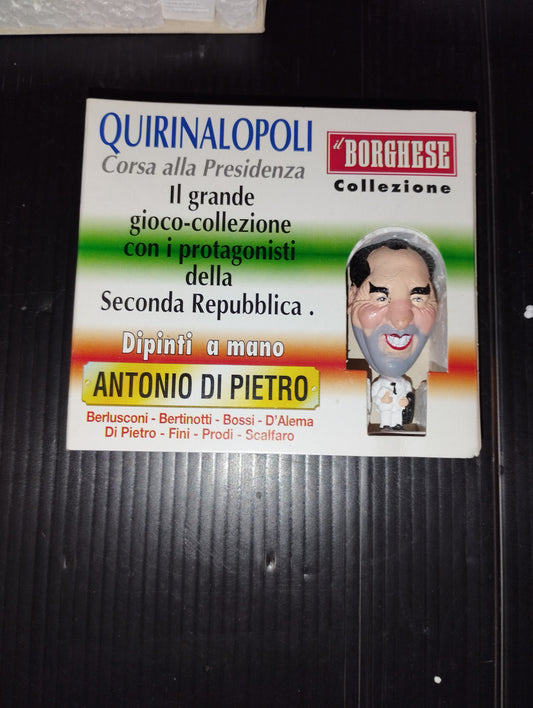 QUIRINALOPOLI
Corsa alla Presidenza
Il grande
gioco-collezione
con i protagonisti
della
Seconda Repubblica .
Dipinti a mano
ANTONIO DI PIETRO
Berlusconi - Bertinotti - Bossi - D'Alema
Di Pietro - Fini - Prodi - Scalfaro
il BORGHESE
Collezione